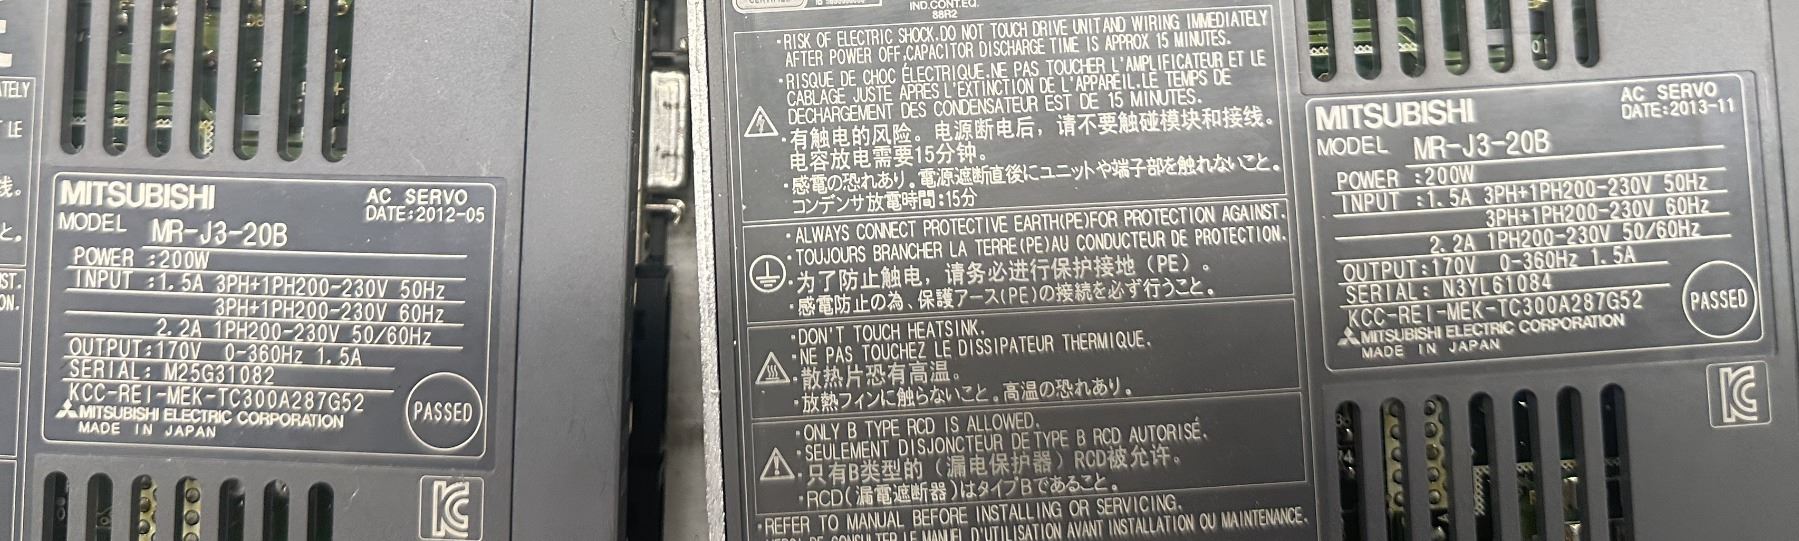 MITSUBISHI
AC SERVO
DATE:2012-05
MODEL MR-J3-20B
POWER :200W
INPUT :1.5A 3PH+1PH200-230V 50Hz
3PH+1PH200-230V 60Hz
2.2A 1PH200-230V 50/60Hz
OUTPUT:170V 0-360Hz 1.5A
SERIAL: M25G31082
KCC-REI-MEK-TC300A287G52
MITSUBISHI ELECTRIC CORPORATION
MADE IN JAPAN
PASSED
IND.CONT.EQ.
88R2
・RISK OF ELECTRIC SHOCK.DO NOT TOUCH DRIVE UNIT AND WIRING IMMEDIATELY
AFTER POWER OFF,CAPACITOR DISCHARGE TIME IS APPROX 15 MINUTES.
・RISQUE DE CHOC ÉLECTRIQUE.NE PAS TOUCHER L'AMPLIFICATEUR ET LE
CABLAGE JUSTE APRES L'EXTINCTION DE L'APPAREIL.LE TEMPS DE
DECHARGEMENT DES CONDENSATEUR EST DE 15 MINUTES.
・有触电的风险。电源断电后，请不要触碰模块和接线。
电容放电需要15分钟。
・感電の恐れあり。電源遮断直後にユニットや端子部を触れないこと。
コンデンサ放電時間:15分
・ALWAYS CONNECT PROTECTIVE EARTH(PE)FOR PROTECTION AGAINST.
・TOUJOURS BRANCHER LA TERRE(PE)AU CONDUCTEUR DE PROTECTION.
・为了防止触电，请务必进行保护接地（PE）。
・感電防止の為、保護アース(PE)の接続を必ず行うこと。
・DON'T TOUCH HEATSINK.
・NE PAS TOUCHEZ LE DISSIPATEUR THERMIQUE.
・散热片恐有高温。
・放熱フィンに触らないこと。高温の恐れあり。
・ONLY B TYPE RCD IS ALLOWED.
・SEULEMENT DISJONCTEUR DE TYPE B RCD AUTORISÉ.
・只有B类型的（漏电保护器）RCD被允许。
・RCD(漏電遮断器)はタイプBであること。
・REFER TO MANUAL BEFORE INSTALLING OR SERVICING.
CONSULTER LE MANUEL D'UTILISATION AVANT INSTALLATION OU MAINTENANCE.
MITSUBISHI
AC SERVO
DATE:2013-11
MODEL MR-J3-20B
POWER :200W
INPUT :1.5A 3PH+1PH200-230V 50Hz
3PH+1PH200-230V 60Hz
2.2A 1PH200-230V 50/60Hz
OUTPUT:170V 0-360Hz 1.5A
SERIAL: N3YL61084
KCC-REI-MEK-TC300A287G52
MITSUBISHI ELECTRIC CORPORATION
MADE IN JAPAN
PASSED